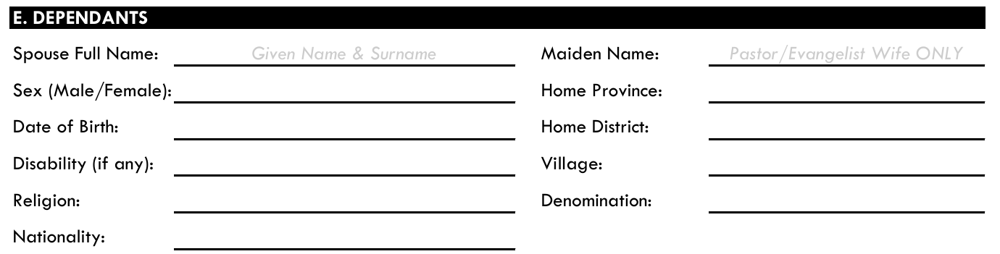 E. DEPENDANTS
Spouse Full Name: Given Name & Surname Maiden Name: Pastor/Evangelist Wife ONLY
Sex (Male/Female): Home Province:
Date of Birth: Home District:
Disability (if any): Village:
Religion: Denomination:
Nationality: